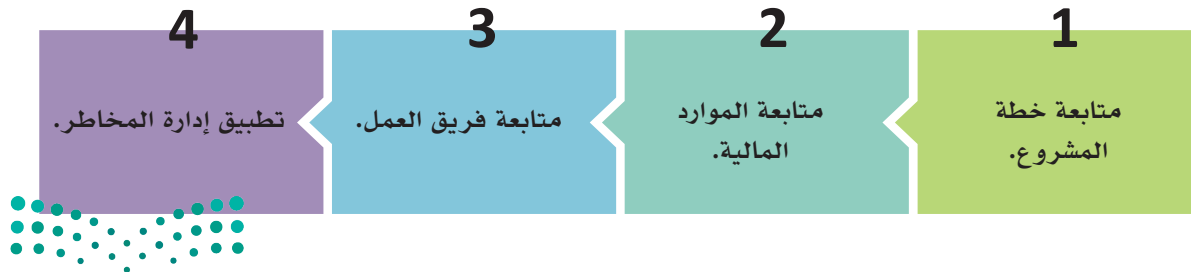 1
متابعة خطة
المشروع.
2
متابعة الموارد
المالية.
3
متابعة فريق العمل.
4
تطبيق إدارة المخاطر.